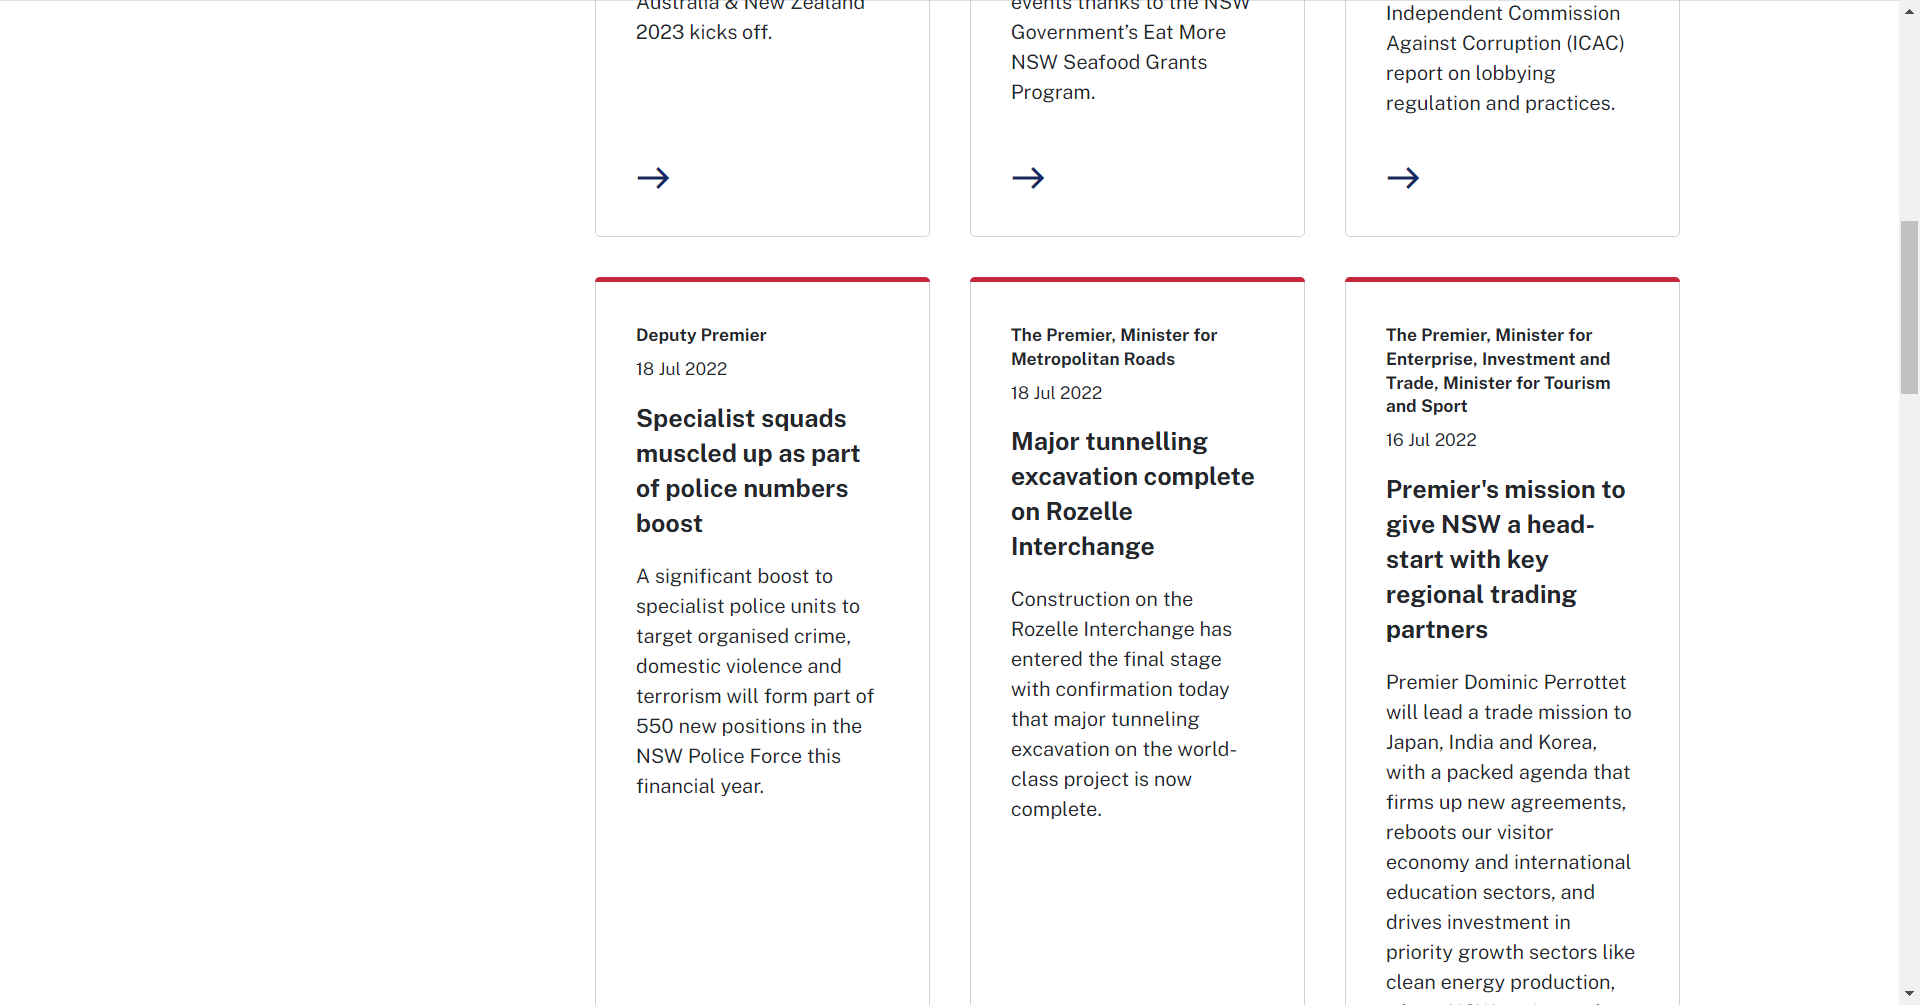 Australia & New Zealand
2023 kicks off.
events thanks to the NSW
Government’s Eat More
NSW Seafood Grants
Program.
Independent Commission
Against Corruption (ICAC)
report on lobbying
regulation and practices.
Deputy Premier
18 Jul 2022
Specialist squads
muscled up as part
of police numbers
boost
A significant boost to
specialist police units to
target organised crime,
domestic violence and
terrorism will form part of
550 new positions in the
NSW Police Force this
financial year.
The Premier, Minister for
Metropolitan Roads
18 Jul 2022
Major tunnelling
excavation complete
on Rozelle
Interchange
Construction on the
Rozelle Interchange has
entered the final stage
with confirmation today
that major tunneling
excavation on the world-
class project is now
complete.
The Premier, Minister for
Enterprise, Investment and
Trade, Minister for Tourism
and Sport
16 Jul 2022
Premier's mission to
give NSW a head-
start with key
regional trading
partners
Premier Dominic Perrottet
will lead a trade mission to
Japan, India and Korea,
with a packed agenda that
firms up new agreements,
reboots our visitor
economy and international
education sectors, and
drives investment in
priority growth sectors like
clean energy production,